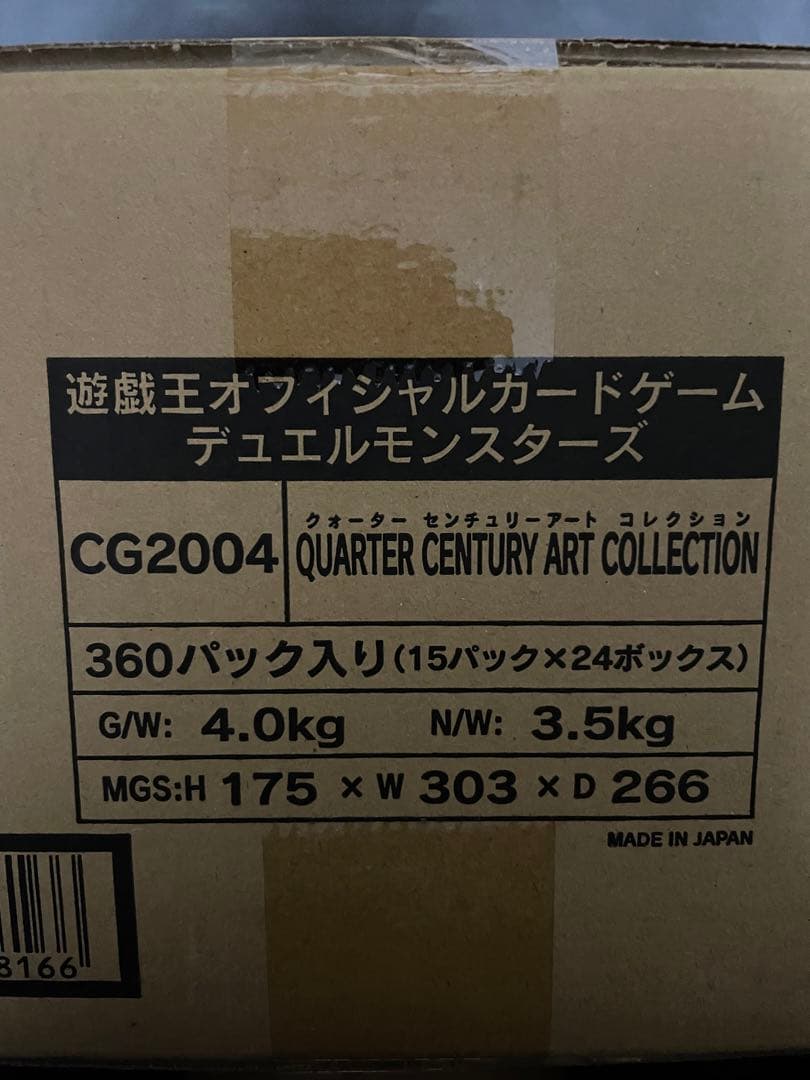 遊戯王オフィシャルカードゲーム
デュエルモンスターズ
CG2004
クォーター センチュリーアート コレクション
QUARTER CENTURY ART COLLECTION
360パック入り(15パック×24ボックス)
G/W: 4.0kg N/W: 3.5kg
MGS:H 175 × W 303 × D 266
MADE IN JAPAN
8166